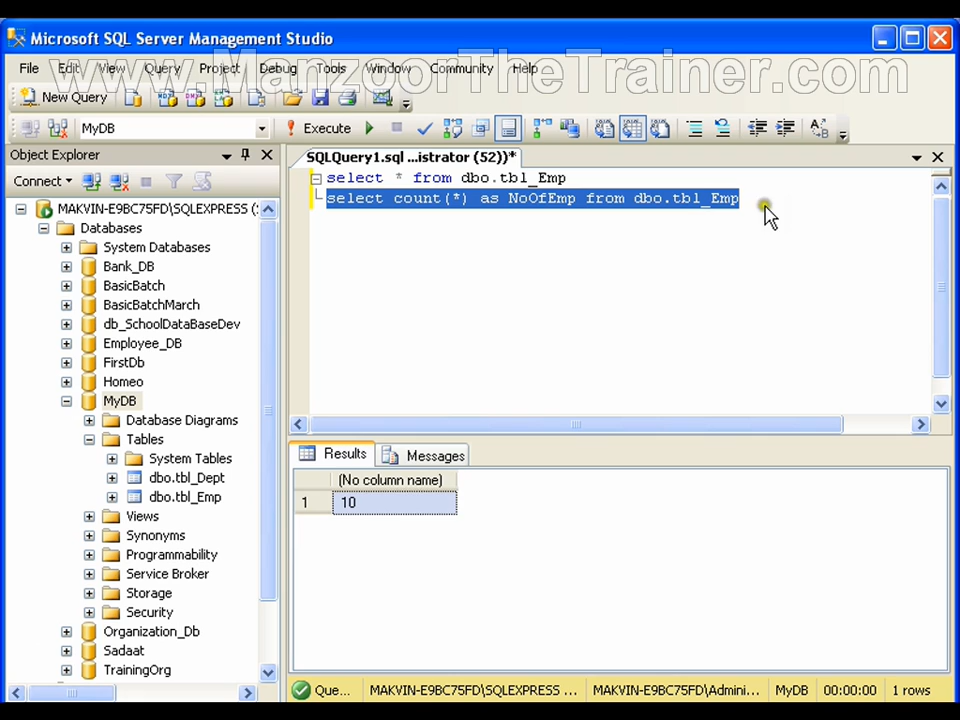 Microsoft SQL Server Management Studio
www.ManzoorTheTrainer.com
File Edit View Query Project Debug Tools Window Community Help
New Query
MyDB
Execute
Object Explorer
SQLQuery1.sql ...istrator (52))*
Connect
select * from dbo.tbl_Emp
select count(*) as NoOfEmp from dbo.tbl_Emp
MAKVIN-E9BC75FD\SQLEXPRESS (
Databases
System Databases
Bank_DB
BasicBatch
BasicBatchMarch
db_SchoolDataBaseDev
Employee_DB
FirstDb
Homeo
MyDB
Database Diagrams
Tables
System Tables
dbo.tbl_Dept
dbo.tbl_Emp
Views
Synonyms
Programmability
Service Broker
Storage
Security
Organization_Db
Sadaat
TrainingOrg
Results
Messages
(No column name)
1 10
Que... MAKVIN-E9BC75FD\SQLEXPRESS ... MAKVIN-E9BC75FD\Admini... MyDB 00:00:00 1 rows